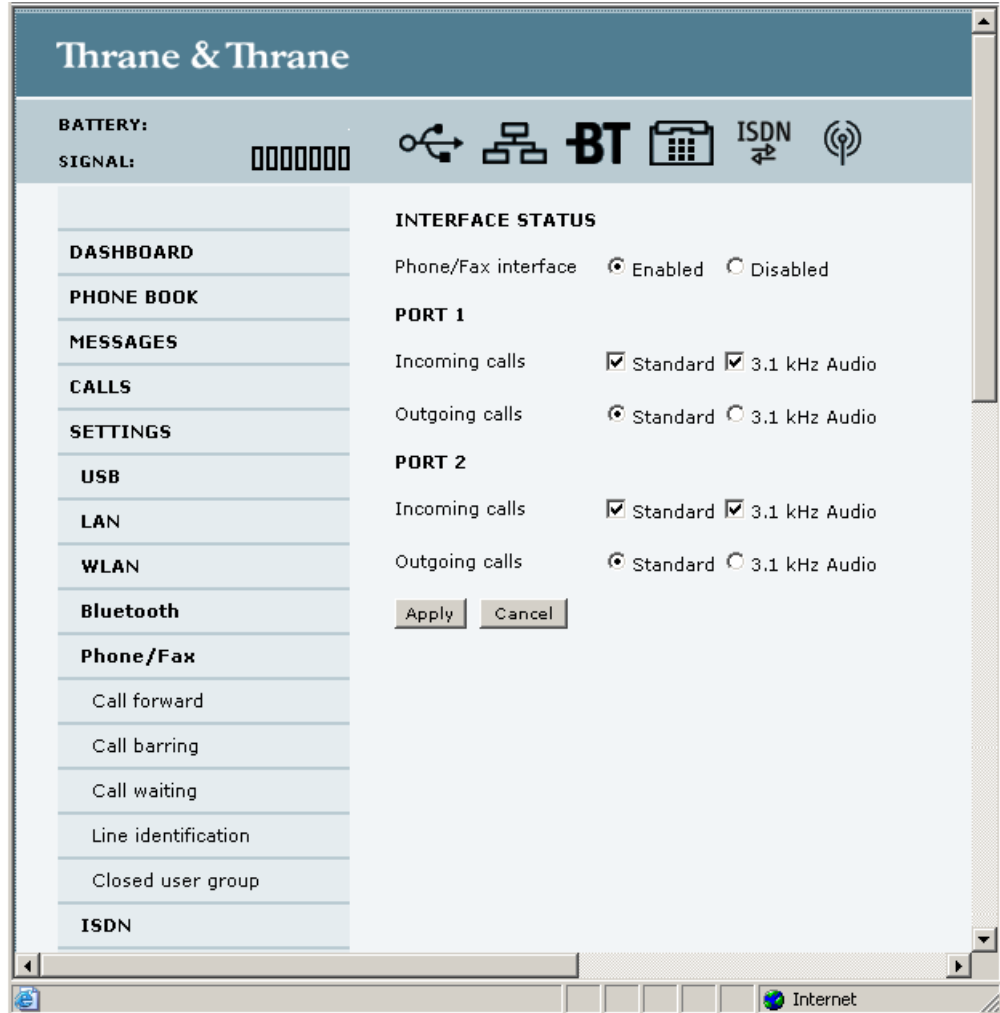 Thrane & Thrane
BATTERY:
SIGNAL:
BT
ISDN
DASHBOARD
PHONE BOOK
MESSAGES
CALLS
SETTINGS
USB
LAN
WLAN
Bluetooth
Phone/Fax
Call forward
Call barring
Call waiting
Line identification
Closed user group
ISDN
INTERFACE STATUS
Phone/Fax interface Enabled Disabled
PORT 1
Incoming calls Standard 3.1 kHz Audio
Outgoing calls Standard 3.1 kHz Audio
PORT 2
Incoming calls Standard 3.1 kHz Audio
Outgoing calls Standard 3.1 kHz Audio
Apply Cancel
Internet